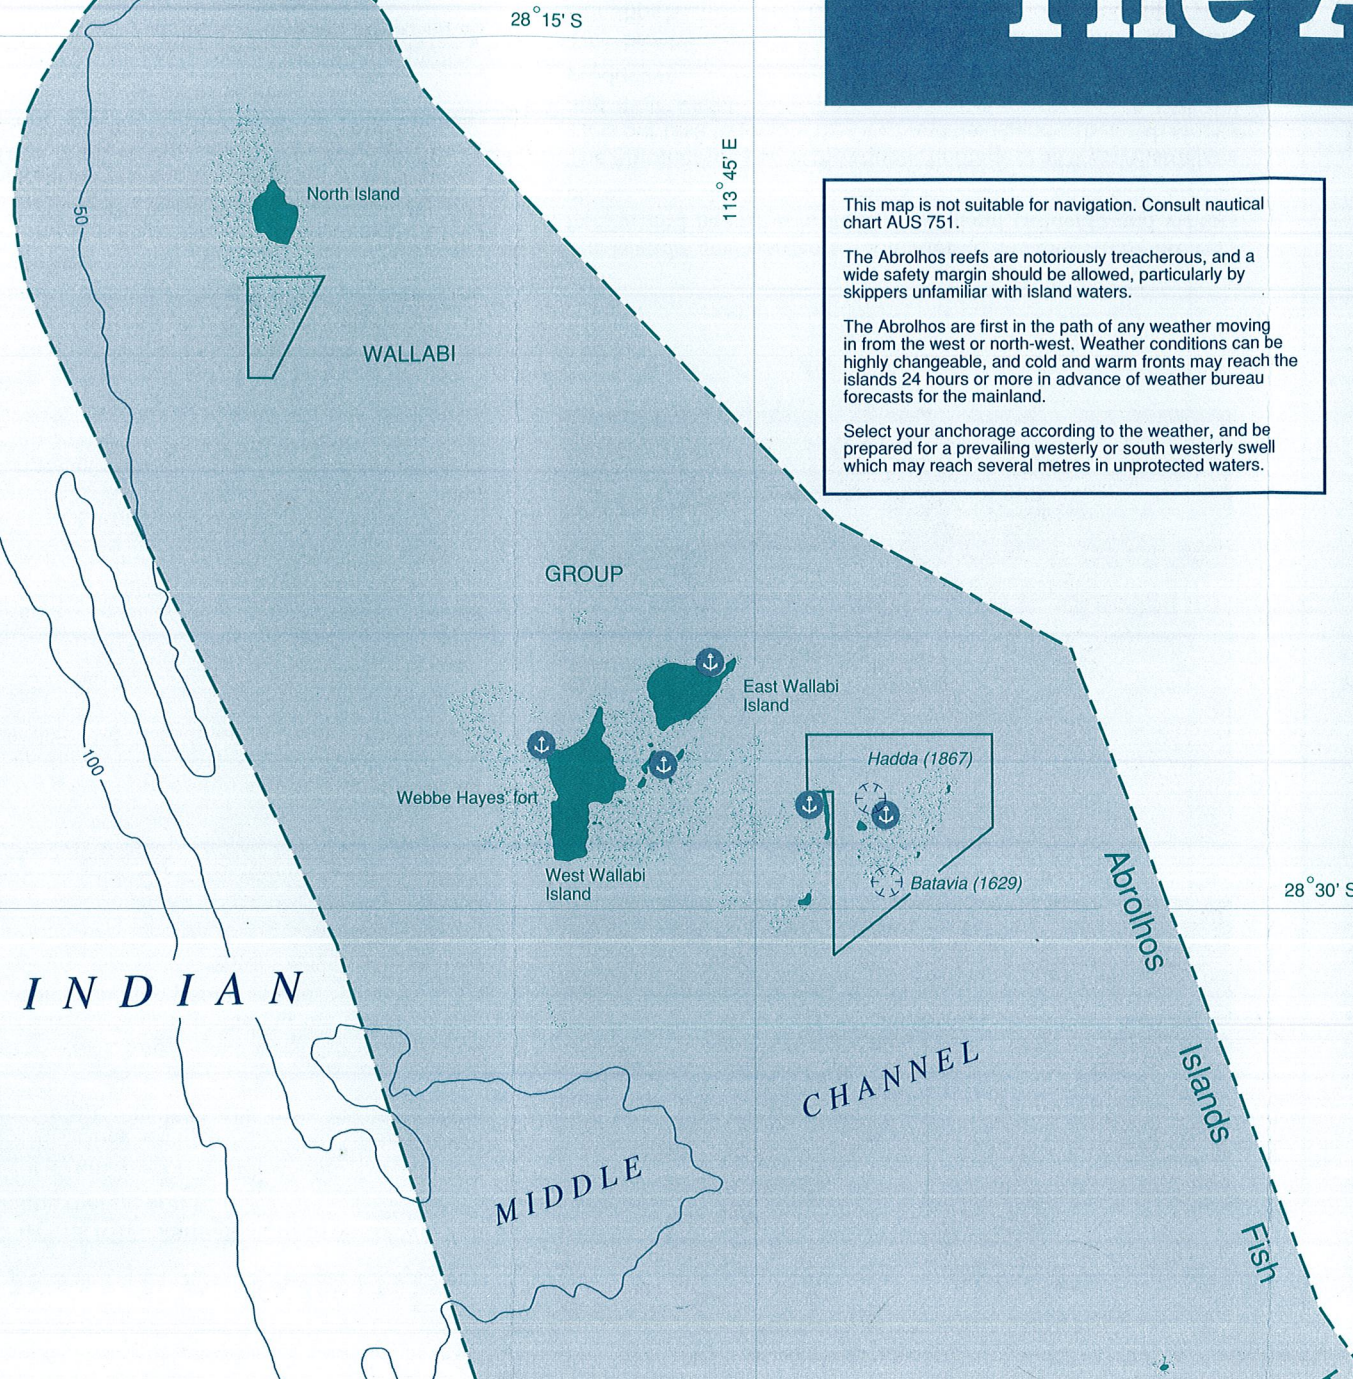 28°15' S
The A
113°45' E
This map is not suitable for navigation. Consult nautical
chart AUS 751.
The Abrolhos reefs are notoriously treacherous, and a
wide safety margin should be allowed, particularly by
skippers unfamiliar with island waters.
The Abrolhos are first in the path of any weather moving
in from the west or north-west. Weather conditions can be
highly changeable, and cold and warm fronts may reach the
islands 24 hours or more in advance of weather bureau
forecasts for the mainland.
Select your anchorage according to the weather, and be
prepared for a prevailing westerly or south westerly swell
which may reach several metres in unprotected waters.
North Island
50
WALLABI
GROUP
East Wallabi
Island
100
Hadda (1867)
Webbe Hayes' fort
West Wallabi
Island
Batavia (1629)
28°30' S
INDIAN
MIDDLE
CHANNEL
Abrolhos
Islands
Fish